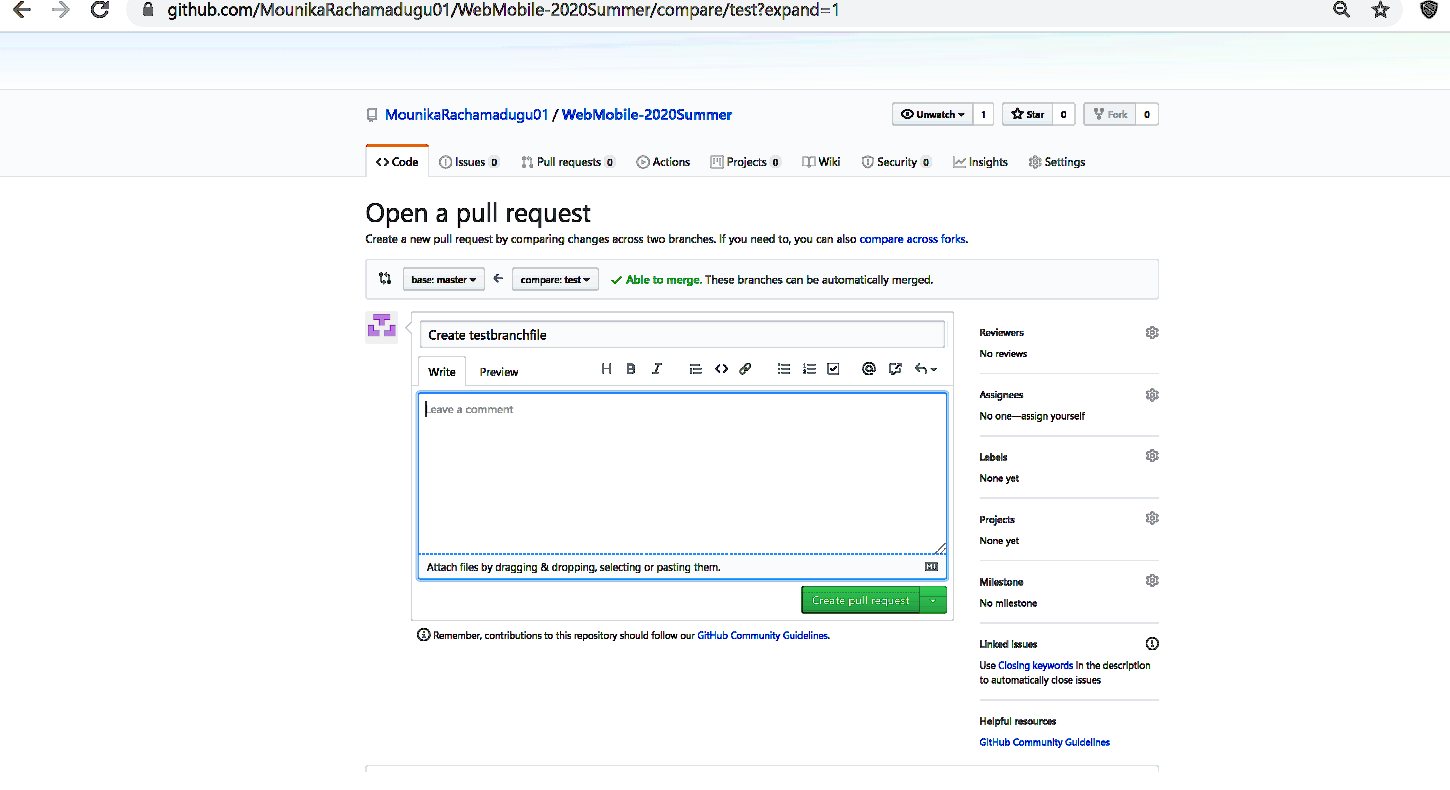 github.com/MounikaRachamadugu01/WebMobile-2020Summer/compare/test?expand=1
MounikaRachamadugu01 / WebMobile-2020Summer
Unwatch 1 Star 0 Fork 0
Code Issues 0 Pull requests 0 Actions Projects 0 Wiki Security 0 Insights Settings
Open a pull request
Create a new pull request by comparing changes across two branches. If you need to, you can also compare across forks.
base: master compare: test Able to merge. These branches can be automatically merged.
Create testbranchfile
Write Preview
Leave a comment
Attach files by dragging & dropping, selecting or pasting them.
Create pull request
Remember, contributions to this repository should follow our GitHub Community Guidelines.
Reviewers
No reviews
Assignees
No one—assign yourself
Labels
None yet
Projects
None yet
Milestone
No milestone
Linked issues
Use Closing keywords in the description
to automatically close issues
Helpful resources
GitHub Community Guidelines